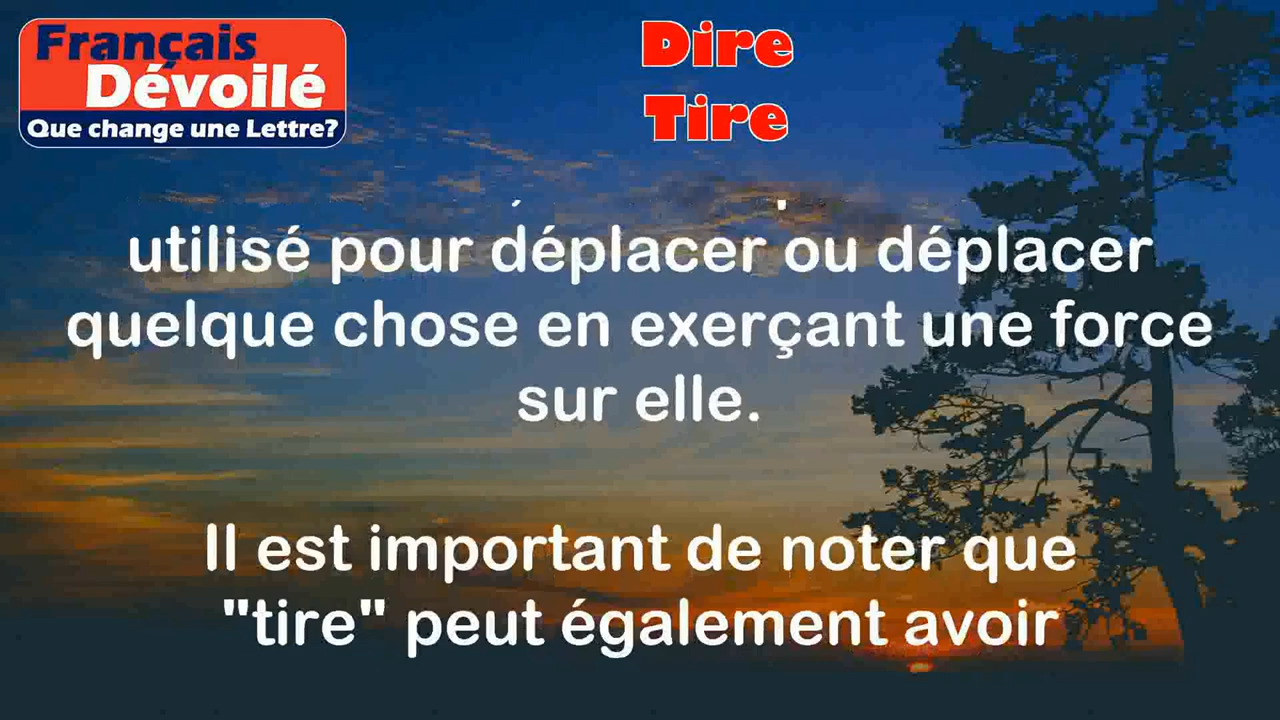 Français
Dévoilé
Que change une Lettre?
Dire
Tire
utilisé pour déplacer ou déplacer
quelque chose en exerçant une force
sur elle.
Il est important de noter que
"tire" peut également avoir